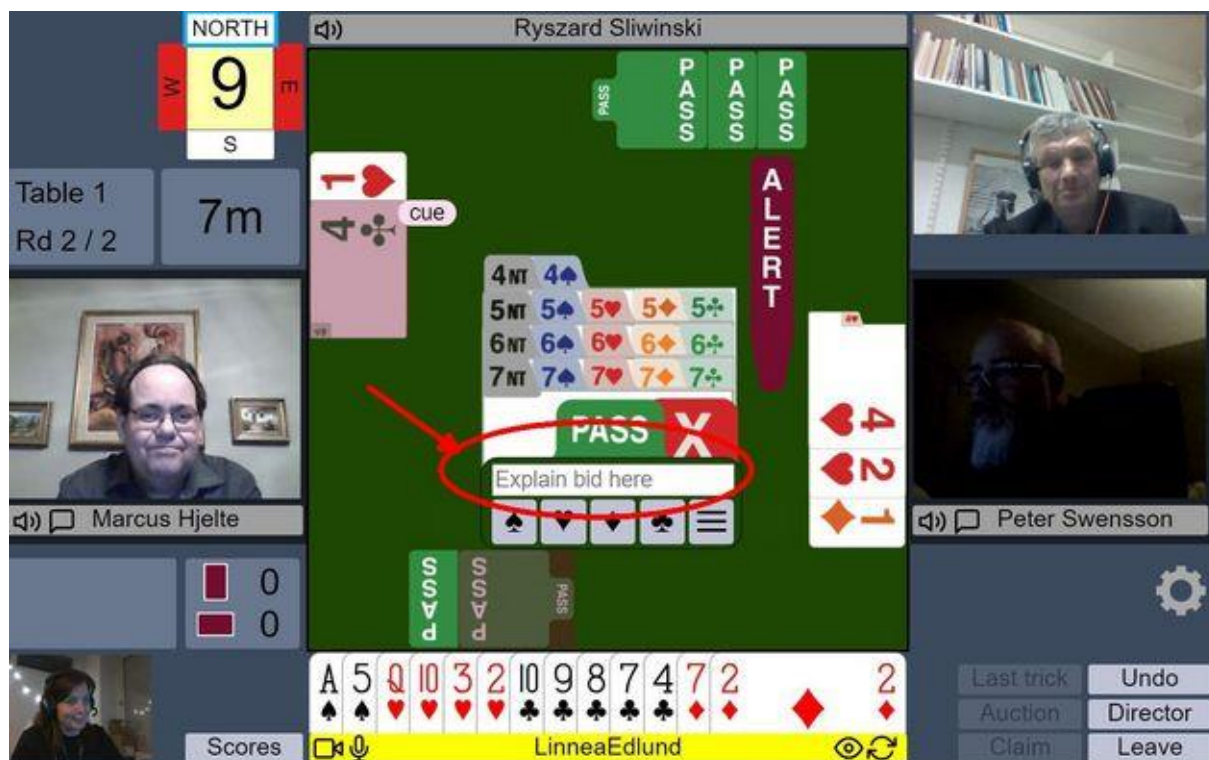 NORTH
W
9
E
S
Ryszard Sliwinski
PASS
PASS
PASS
PASS
Table 1
Rd 2 / 2
7m
1♥
4♣
cue
ALERT
4NT 4♠
5NT 5♠ 5♥ 5♦ 5♣
6NT 6♠ 6♥ 6♦ 6♣
7NT 7♠ 7♥ 7♦ 7♣
PASS X
Explain bid here
♠ ♥ ♦ ♣
4♥
2♥
1♦
Marcus Hjelte
Peter Swensson
0
0
PASS
PASS
PASS
A♠ 5♠ Q♥ 10♥ 3♥ 2♥ 10♣ 9♣ 8♣ 7♣ 4♣ 7♦ 2♦ 2♦
Scores
LinneaEdlund
Last trick
Undo
Auction
Director
Claim
Leave